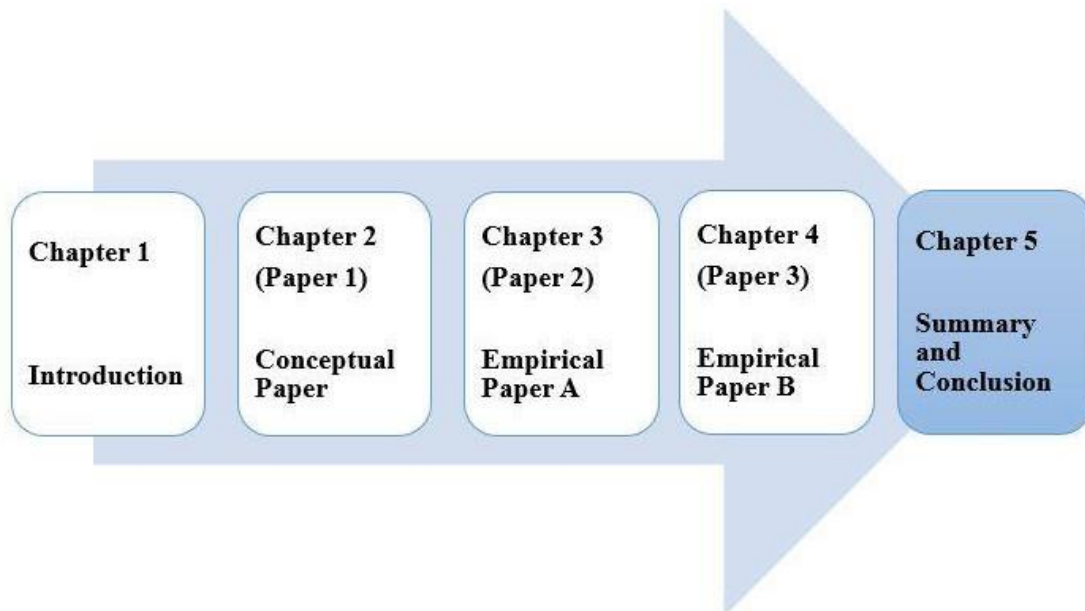 Chapter 1
Introduction
Chapter 2
(Paper 1)
Conceptual
Paper
Chapter 3
(Paper 2)
Empirical
Paper A
Chapter 4
(Paper 3)
Empirical
Paper B
Chapter 5
Summary
and
Conclusion